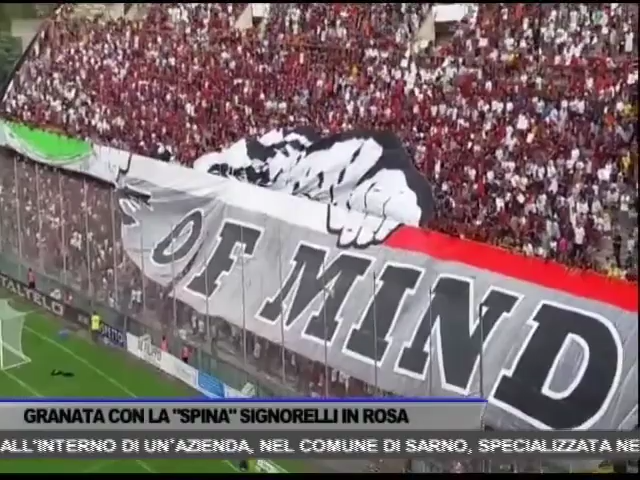 OF MIND
GRANATA CON LA "SPINA" SIGNORELLI IN ROSA
ALL'INTERNO DI UN'AZIENDA, NEL COMUNE DI SARNO, SPECIALIZZATA NE